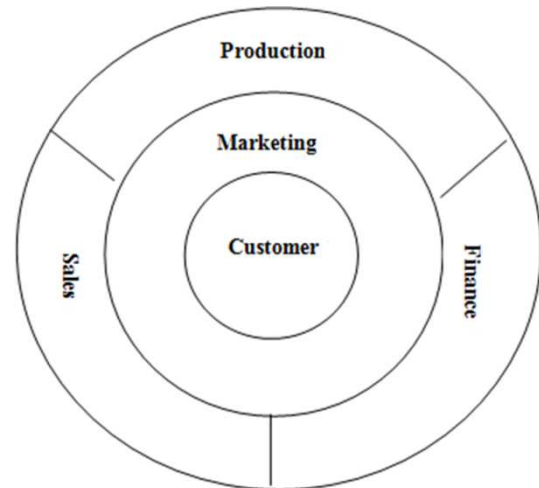 Production
Marketing
Customer
Sales
Finance